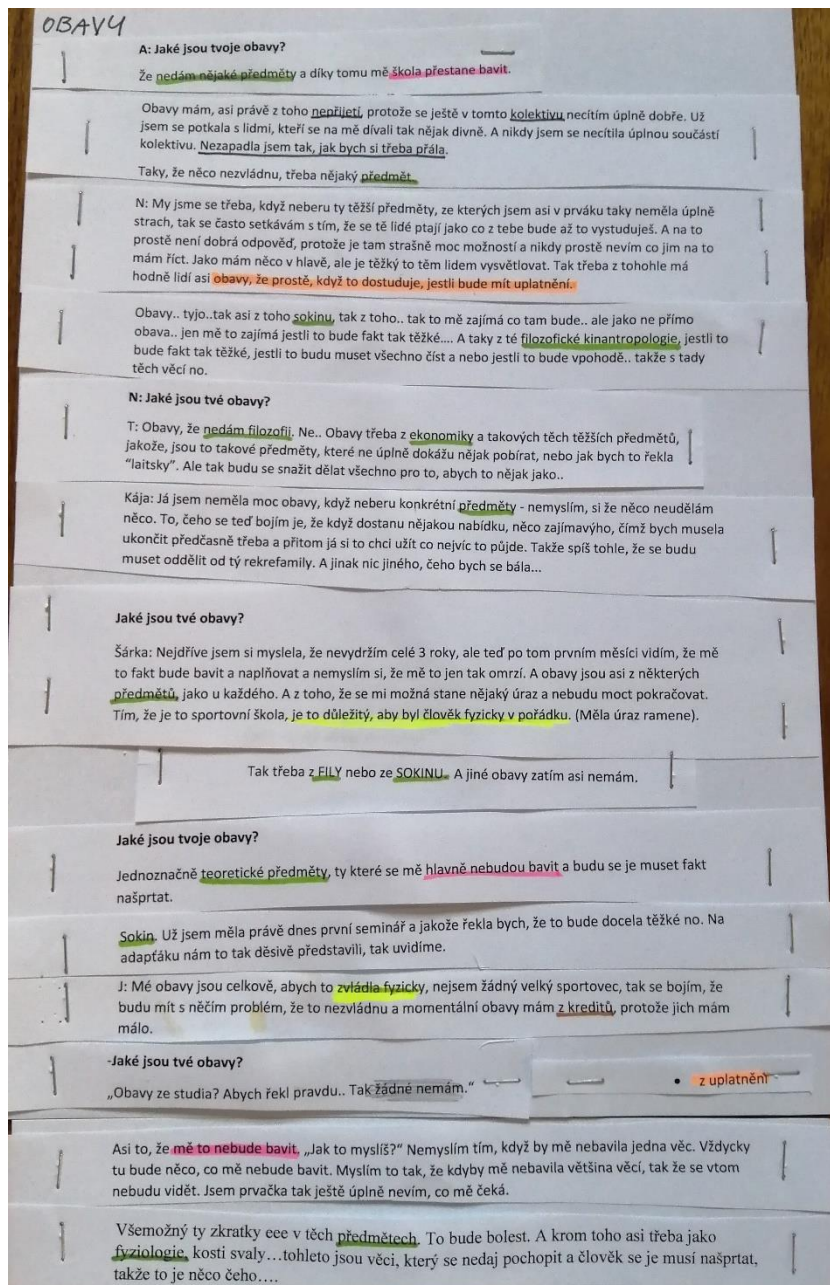 OBAVY
A: Jaké jsou tvoje obavy?
Že nedám nějaké předměty a díky tomu mě škola přestane bavit.
Obavy mám, asi právě z toho nepřijetí, protože se ještě v tomto kolektivu necítím úplně dobře. Už
jsem se potkala s lidmi, kteří se na mě dívali tak nějak divně. A nikdy jsem se necítila úplnou součástí
kolektivu. Nezapadla jsem tak, jak bych si třeba přála.
Taky, že něco nezvládnu, třeba nějaký předmět.
N: My jsme se třeba, když neberu ty těžší předměty, ze kterých jsem asi v prváku taky neměla úplně
strach, tak se často setkávám s tím, že se tě lidé ptají jako co z tebe bude až to vystuduješ. A na to
prostě není dobrá odpověď, protože je tam strašně moc možností a nikdy prostě nevím co jim na to
mám říct. Jako mám něco v hlavě, ale je těžký to těm lidem vysvětlovat. Tak třeba z tohohle má
hodně lidí asi obavy, že prostě, když to dostuduje, jestli bude mít uplatnění.
Obavy.. tyjo..tak asi z toho sokinu, tak z toho.. tak to mě zajímá co tam bude.. ale jako ne přímo
obava.. jen mě to zajímá jestli to bude fakt tak těžké.... A taky z té filozofické kinantropologie, jestli to
bude fakt tak těžké, jestli to budu muset všechno číst a nebo jestli to bude vpohodě.. takže s tady
těch věcí no.
N: Jaké jsou tvé obavy?
T: Obavy, že nedám filozofii. Ne.. Obavy třeba z ekonomiky a takových těch těžších předmětů,
jakože, jsou to takové předměty, které ne úplně dokážu nějak pobírat, nebo jak bych to řekla
"laitsky". Ale tak budu se snažit dělat všechno pro to, abych to nějak jako..
Kája: Já jsem neměla moc obavy, když neberu konkrétní předměty - nemyslím, si že něco neudělám
něco. To, čeho se teď bojím je, že když dostanu nějakou nabídku, něco zajímavýho, čímž bych musela
ukončit předčasně třeba a přitom já si to chci užít co nejvíc to půjde. Takže spíš tohle, že se budu
muset oddělit od tý rekrefamily. A jinak nic jiného, čeho bych se bála...
Jaké jsou tvé obavy?
Šárka: Nejdříve jsem si myslela, že nevydržím celé 3 roky, ale teď po tom prvním měsíci vidím, že mě
to fakt bude bavit a naplňovat a nemyslím si, že mě to jen tak omrzí. A obavy jsou asi z některých
předmětů, jako u každého. A z toho, že se mi možná stane nějaký úraz a nebudu moct pokračovat.
Tím, že je to sportovní škola, je to důležitý, aby byl člověk fyzicky v pořádku. (Měla úraz ramene).
Tak třeba z FILY nebo ze SOKINU. A jiné obavy zatím asi nemám.
Jaké jsou tvoje obavy?
Jednoznačně teoretické předměty, ty které se mě hlavně nebudou bavit a budu se je muset fakt
našprtat.
Sokin. Už jsem měla právě dnes první seminář a jakože řekla bych, že to bude docela těžké no. Na
adapťáku nám to tak děsivě představili, tak uvidíme.
J: Mé obavy jsou celkově, abych to zvládla fyzicky, nejsem žádný velký sportovec, tak se bojím, že
budu mít s něčím problém, že to nezvládnu a momentální obavy mám z kreditů, protože jich mám
málo.
-Jaké jsou tvé obavy?
„Obavy ze studia? Abych řekl pravdu.. Tak žádné nemám."
• z uplatnění
Asi to, že mě to nebude bavit. „Jak to myslíš?" Nemyslím tím, když by mě nebavila jedna věc. Vždycky
tu bude něco, co mě nebude bavit. Myslím to tak, že kdyby mě nebavila většina věcí, tak že se vtom
nebudu vidět. Jsem prvačka tak ještě úplně nevím, co mě čeká.
Všemožný ty zkratky eee v těch předmětech. To bude bolest. A krom toho asi třeba jako
fyziologie, kosti svaly…tohleto jsou věci, který se nedaj pochopit a člověk se je musí našprtat,
takže to je něco čeho….